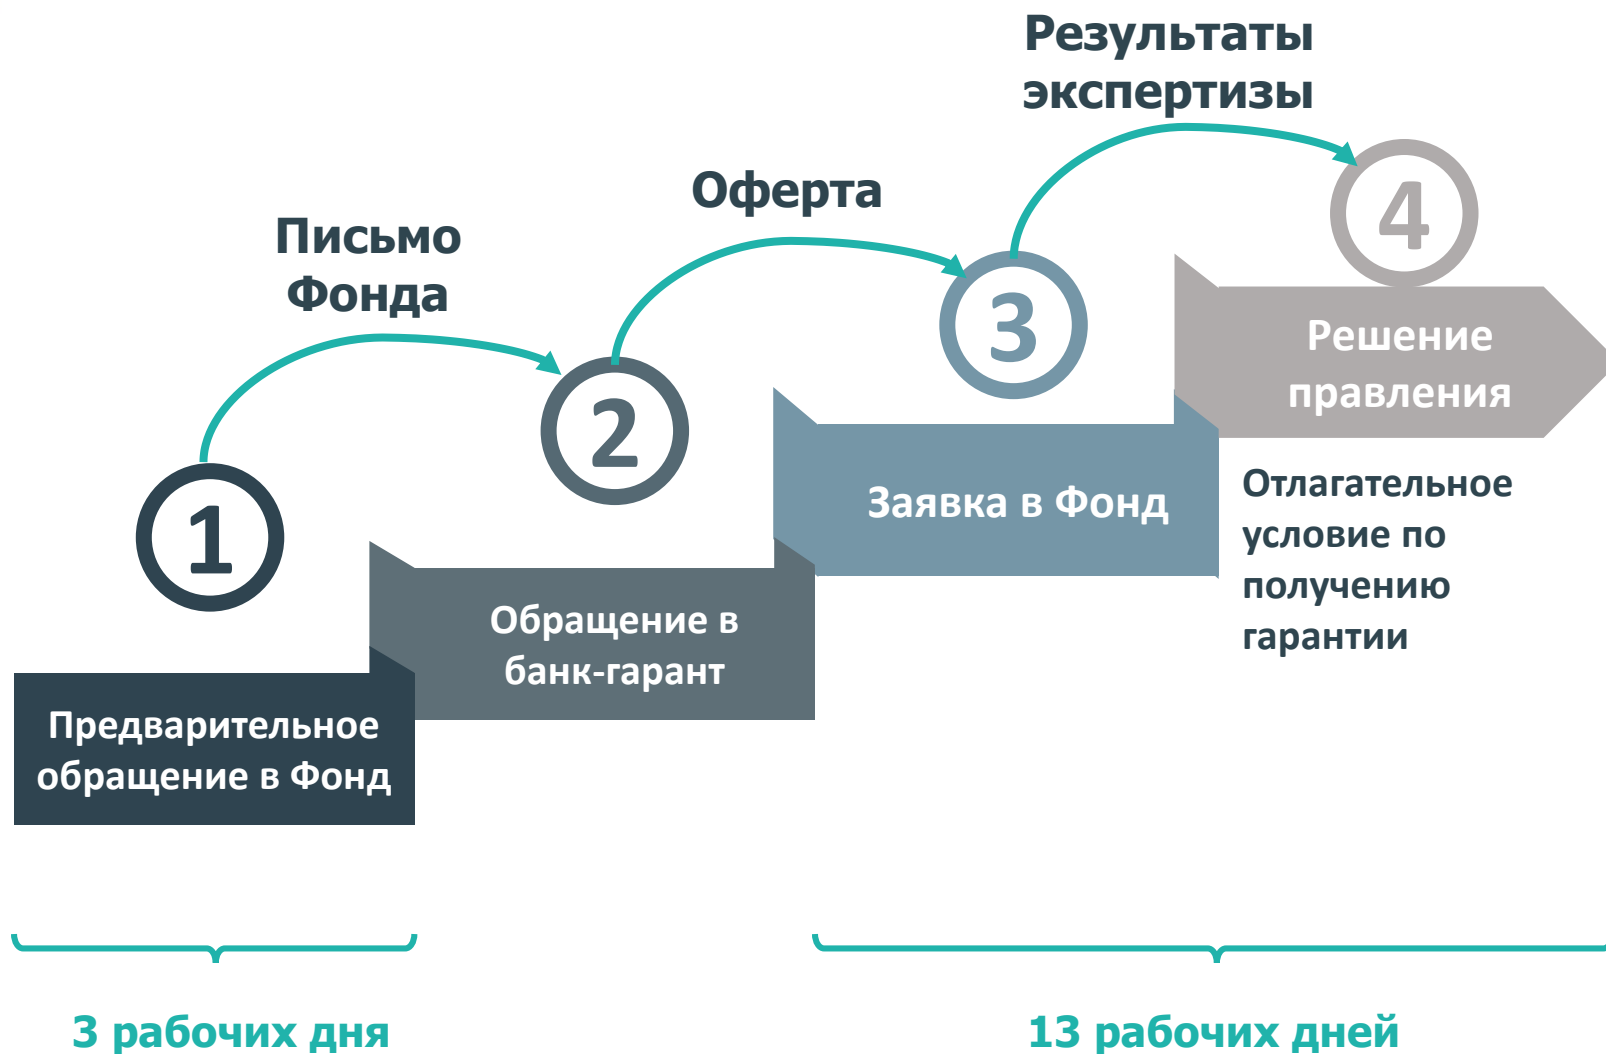 Результаты
экспертизы
4
Оферта
Письмо
Фонда
3
Решение
правления
2
Заявка в Фонд
Отлагательное
условие по
получению
гарантии
1
Обращение в
банк-гарант
Предварительное
обращение в Фонд
3 рабочих дня
13 рабочих дней